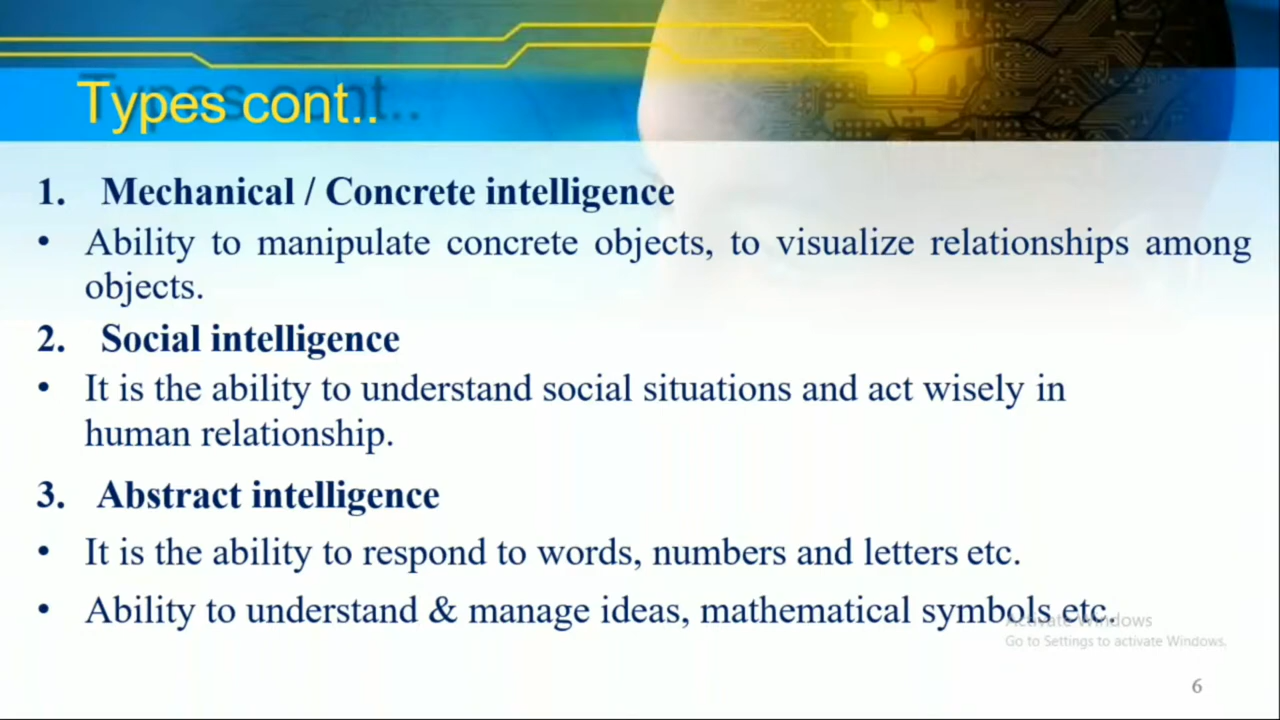 Types cont..
1. Mechanical / Concrete intelligence
• Ability to manipulate concrete objects, to visualize relationships among
objects.
2. Social intelligence
• It is the ability to understand social situations and act wisely in
human relationship.
3. Abstract intelligence
• It is the ability to respond to words, numbers and letters etc.
• Ability to understand & manage ideas, mathematical symbols etc.
Activate Windows
Go to Settings to activate Windows.
6